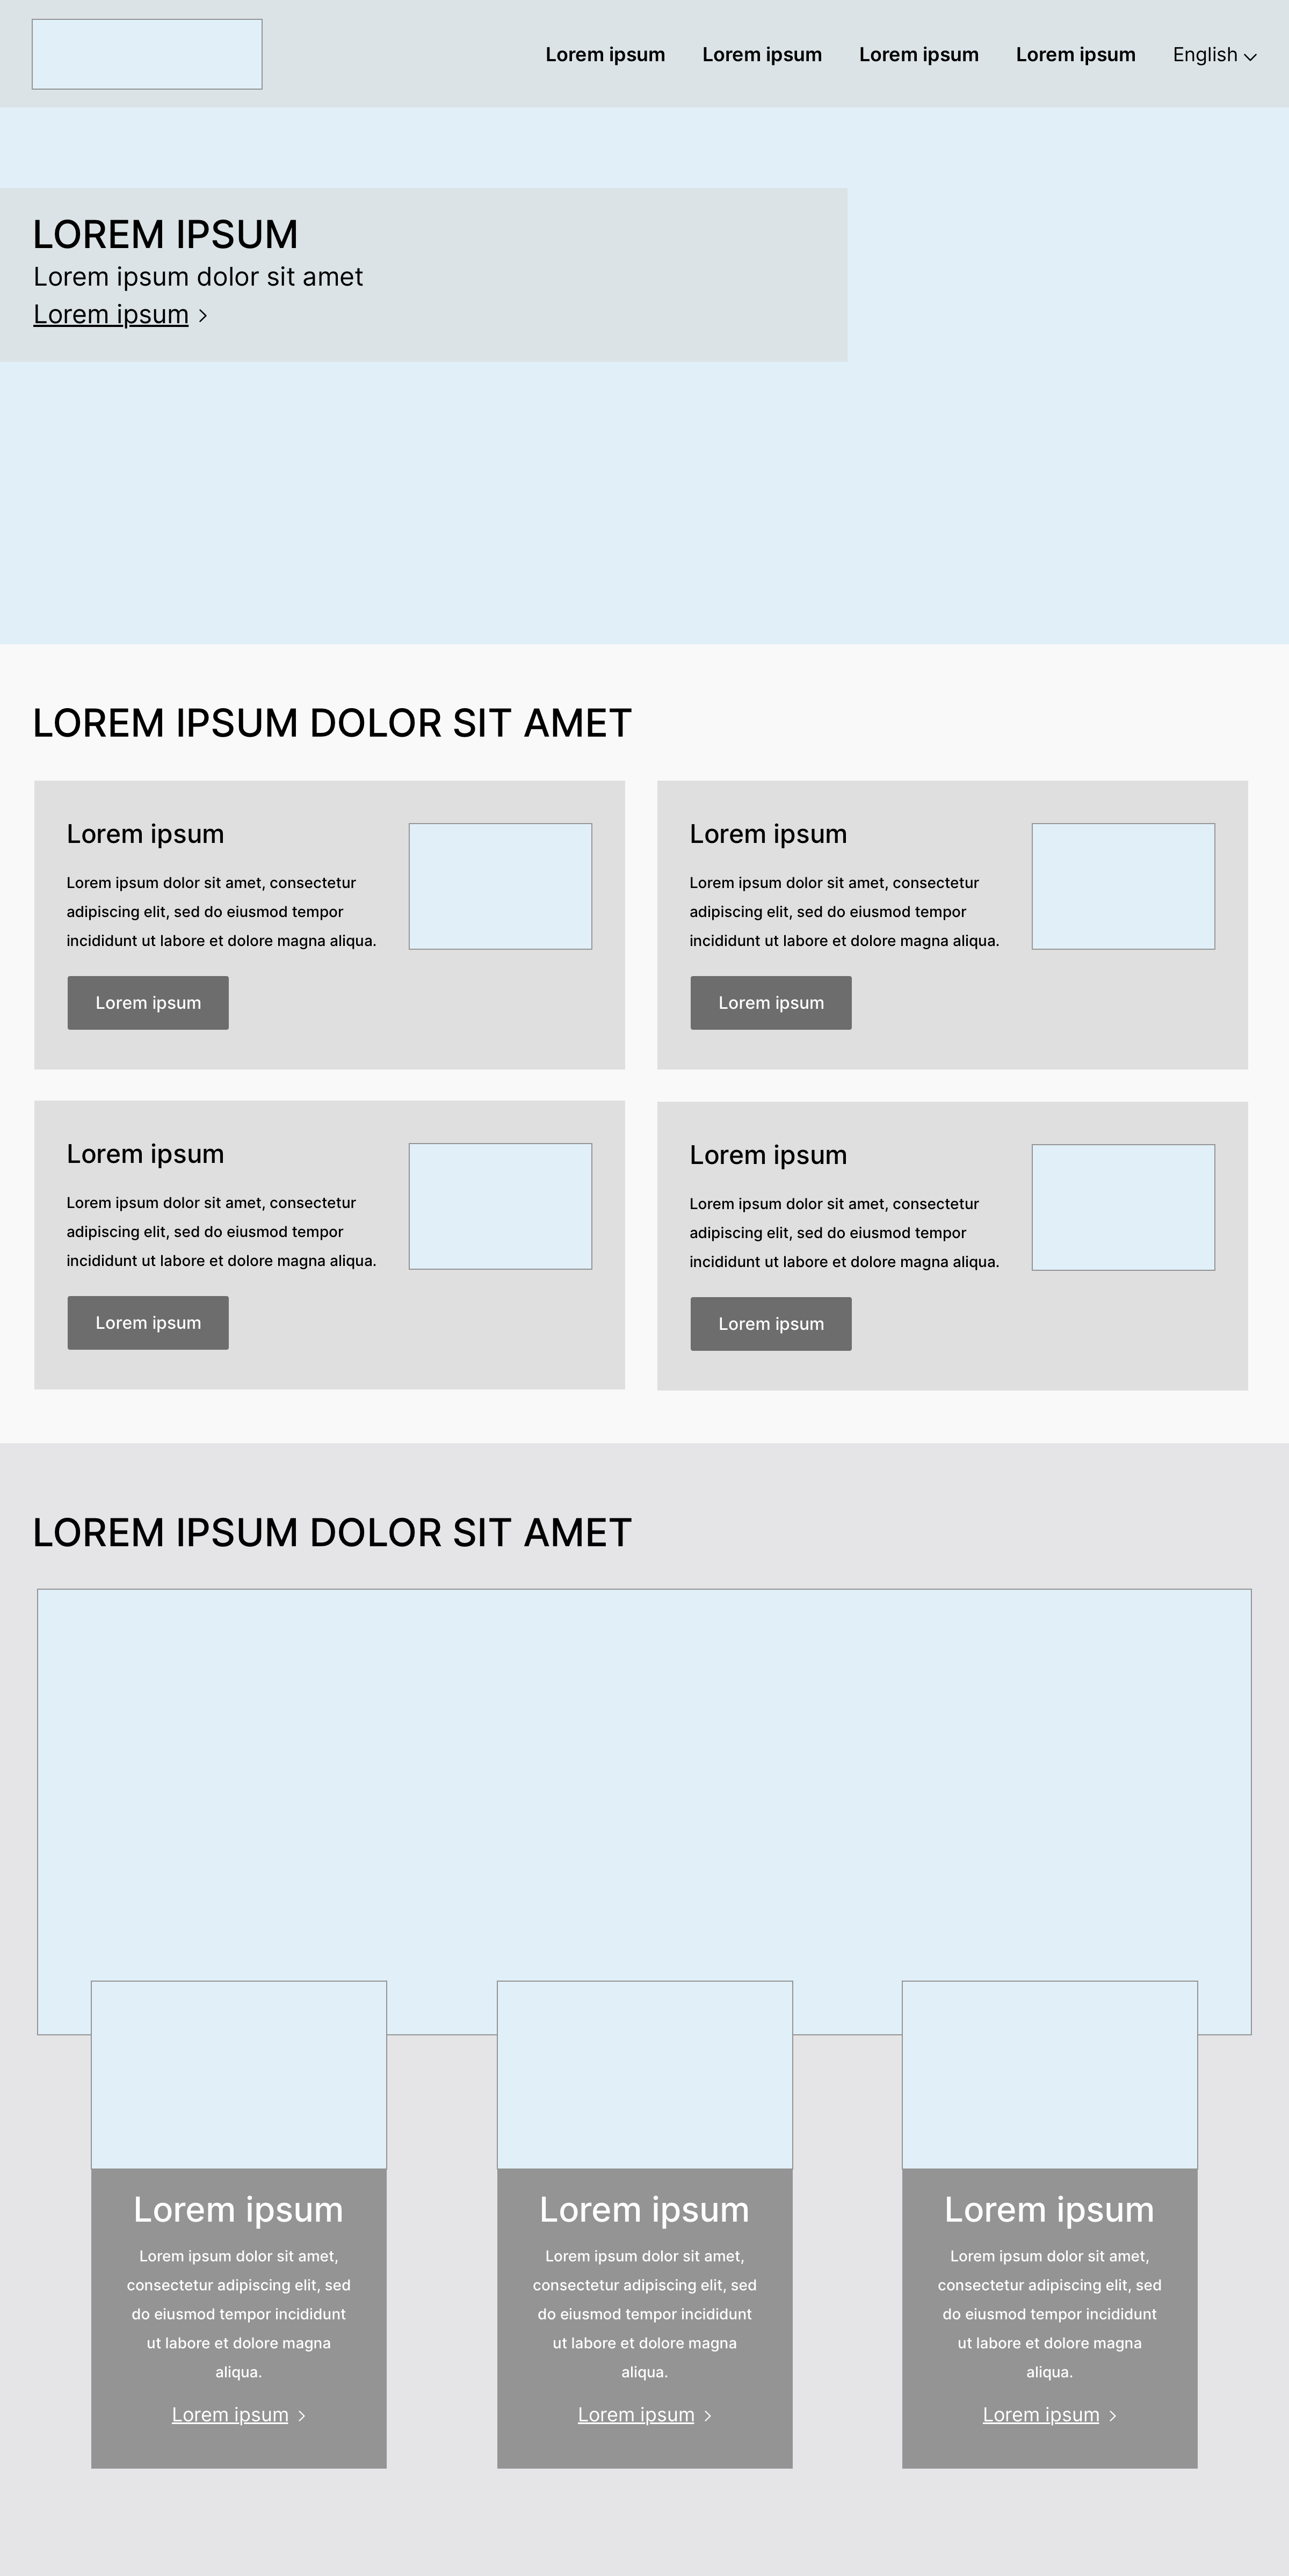 Lorem ipsum Lorem ipsum Lorem ipsum Lorem ipsum English
LOREM IPSUM
Lorem ipsum dolor sit amet
Lorem ipsum
LOREM IPSUM DOLOR SIT AMET
Lorem ipsum
Lorem ipsum dolor sit amet, consectetur
adipiscing elit, sed do eiusmod tempor
incididunt ut labore et dolore magna aliqua.
Lorem ipsum
Lorem ipsum
Lorem ipsum dolor sit amet, consectetur
adipiscing elit, sed do eiusmod tempor
incididunt ut labore et dolore magna aliqua.
Lorem ipsum
Lorem ipsum
Lorem ipsum dolor sit amet, consectetur
adipiscing elit, sed do eiusmod tempor
incididunt ut labore et dolore magna aliqua.
Lorem ipsum
Lorem ipsum
Lorem ipsum dolor sit amet, consectetur
adipiscing elit, sed do eiusmod tempor
incididunt ut labore et dolore magna aliqua.
Lorem ipsum
LOREM IPSUM DOLOR SIT AMET
Lorem ipsum
Lorem ipsum dolor sit amet,
consectetur adipiscing elit, sed
do eiusmod tempor incididunt
ut labore et dolore magna
aliqua.
Lorem ipsum
Lorem ipsum
Lorem ipsum dolor sit amet,
consectetur adipiscing elit, sed
do eiusmod tempor incididunt
ut labore et dolore magna
aliqua.
Lorem ipsum
Lorem ipsum
Lorem ipsum dolor sit amet,
consectetur adipiscing elit, sed
do eiusmod tempor incididunt
ut labore et dolore magna
aliqua.
Lorem ipsum